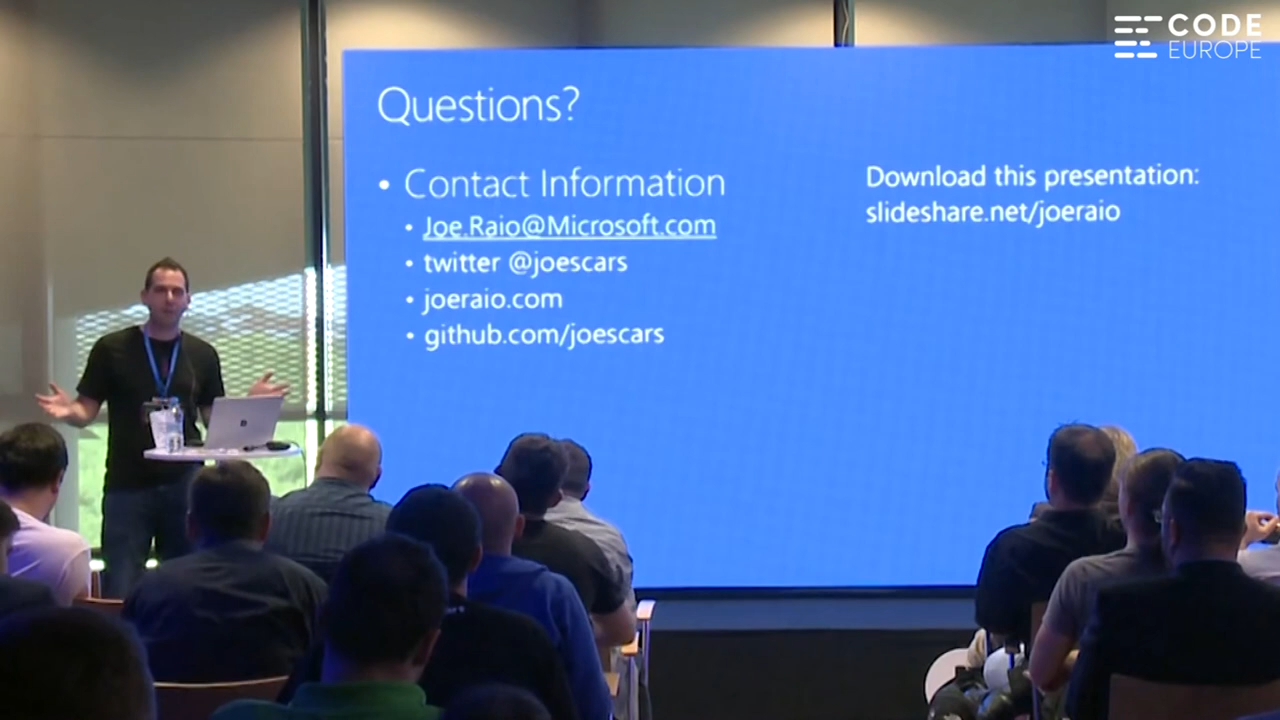 CODE
EUROPE
Questions?
• Contact Information
• Joe.Raio@Microsoft.com
• twitter @joescars
• joeraio.com
• github.com/joescars
Download this presentation:
slideshare.net/joeraio